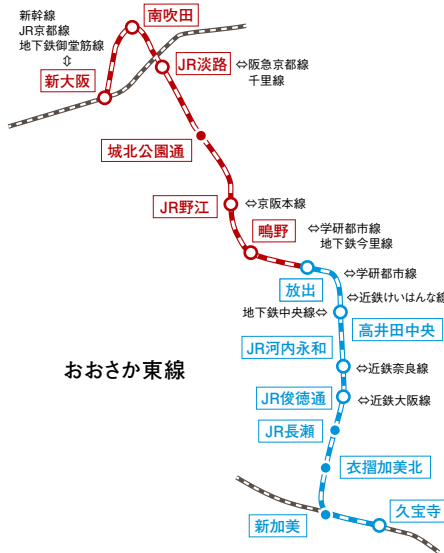 南吹田
新幹線
JR京都線
地下鉄御堂筋線
⇕
新大阪
JR淡路
⇔阪急京都線
千里線
城北公園通
JR野江
⇔京阪本線
鴫野
⇔学研都市線
地下鉄今里線
放出
⇔学研都市線
⇔近鉄けいはんな線
地下鉄中央線⇔
高井田中央
JR河内永和
⇔近鉄奈良線
おおさか東線
JR俊徳通
⇔近鉄大阪線
JR長瀬
衣摺加美北
新加美
久宝寺